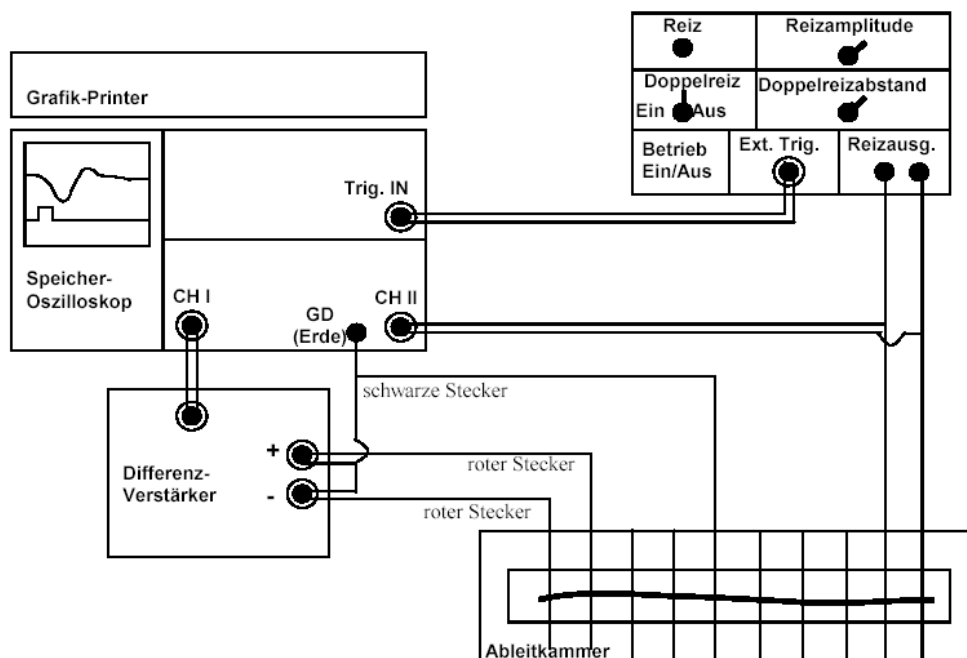 Grafik-Printer
Speicher-
Oszilloskop
Trig. IN
CH I
GD
(Erde)
CH II
Reiz
Reizamplitude
Doppelreiz
Ein Aus
Doppelreizabstand
Betrieb
Ein/Aus
Ext. Trig.
Reizausg.
schwarze Stecker
Differenz-
Verstärker
+
-
roter Stecker
roter Stecker
Ableitkammer